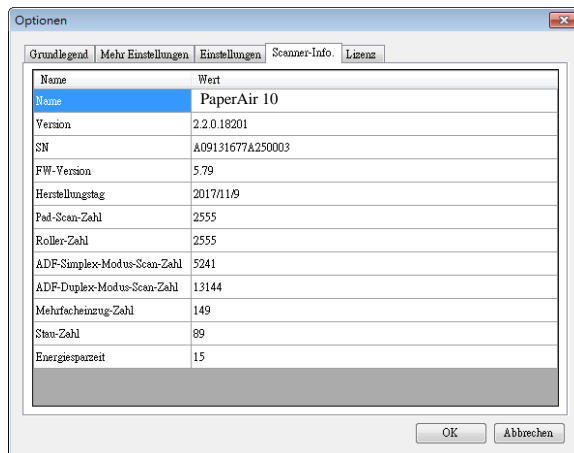 Optionen
Grundlegend Mehr Einstellungen Einstellungen Scanner-Info. Lizenz
Name Wert
Name PaperAir 10
Version 2.2.0.18201
SN A09131677A250003
FW-Version 5.79
Herstellungstag 2017/11/9
Pad-Scan-Zahl 2555
Roller-Zahl 2555
ADF-Simplex-Modus-Scan-Zahl 5241
ADF-Duplex-Modus-Scan-Zahl 13144
Mehrfacheinzug-Zahl 149
Stau-Zahl 89
Energiesparzeit 15
OK Abbrechen